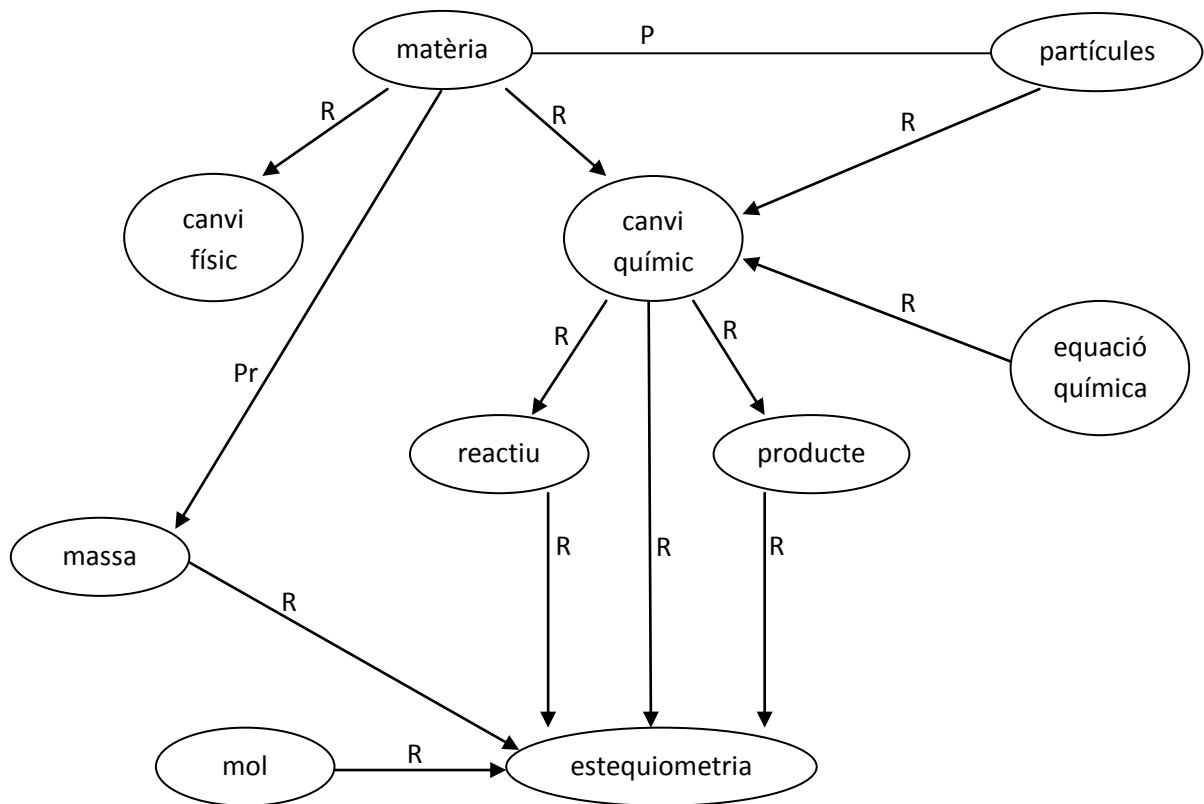 matèria
P
partícules
R
R
R
canvi
físic
canvi
químic
R
equació
química
R
R
Pr
reactiu
producte
massa
R
R
R
R
mol
R
estequiometria